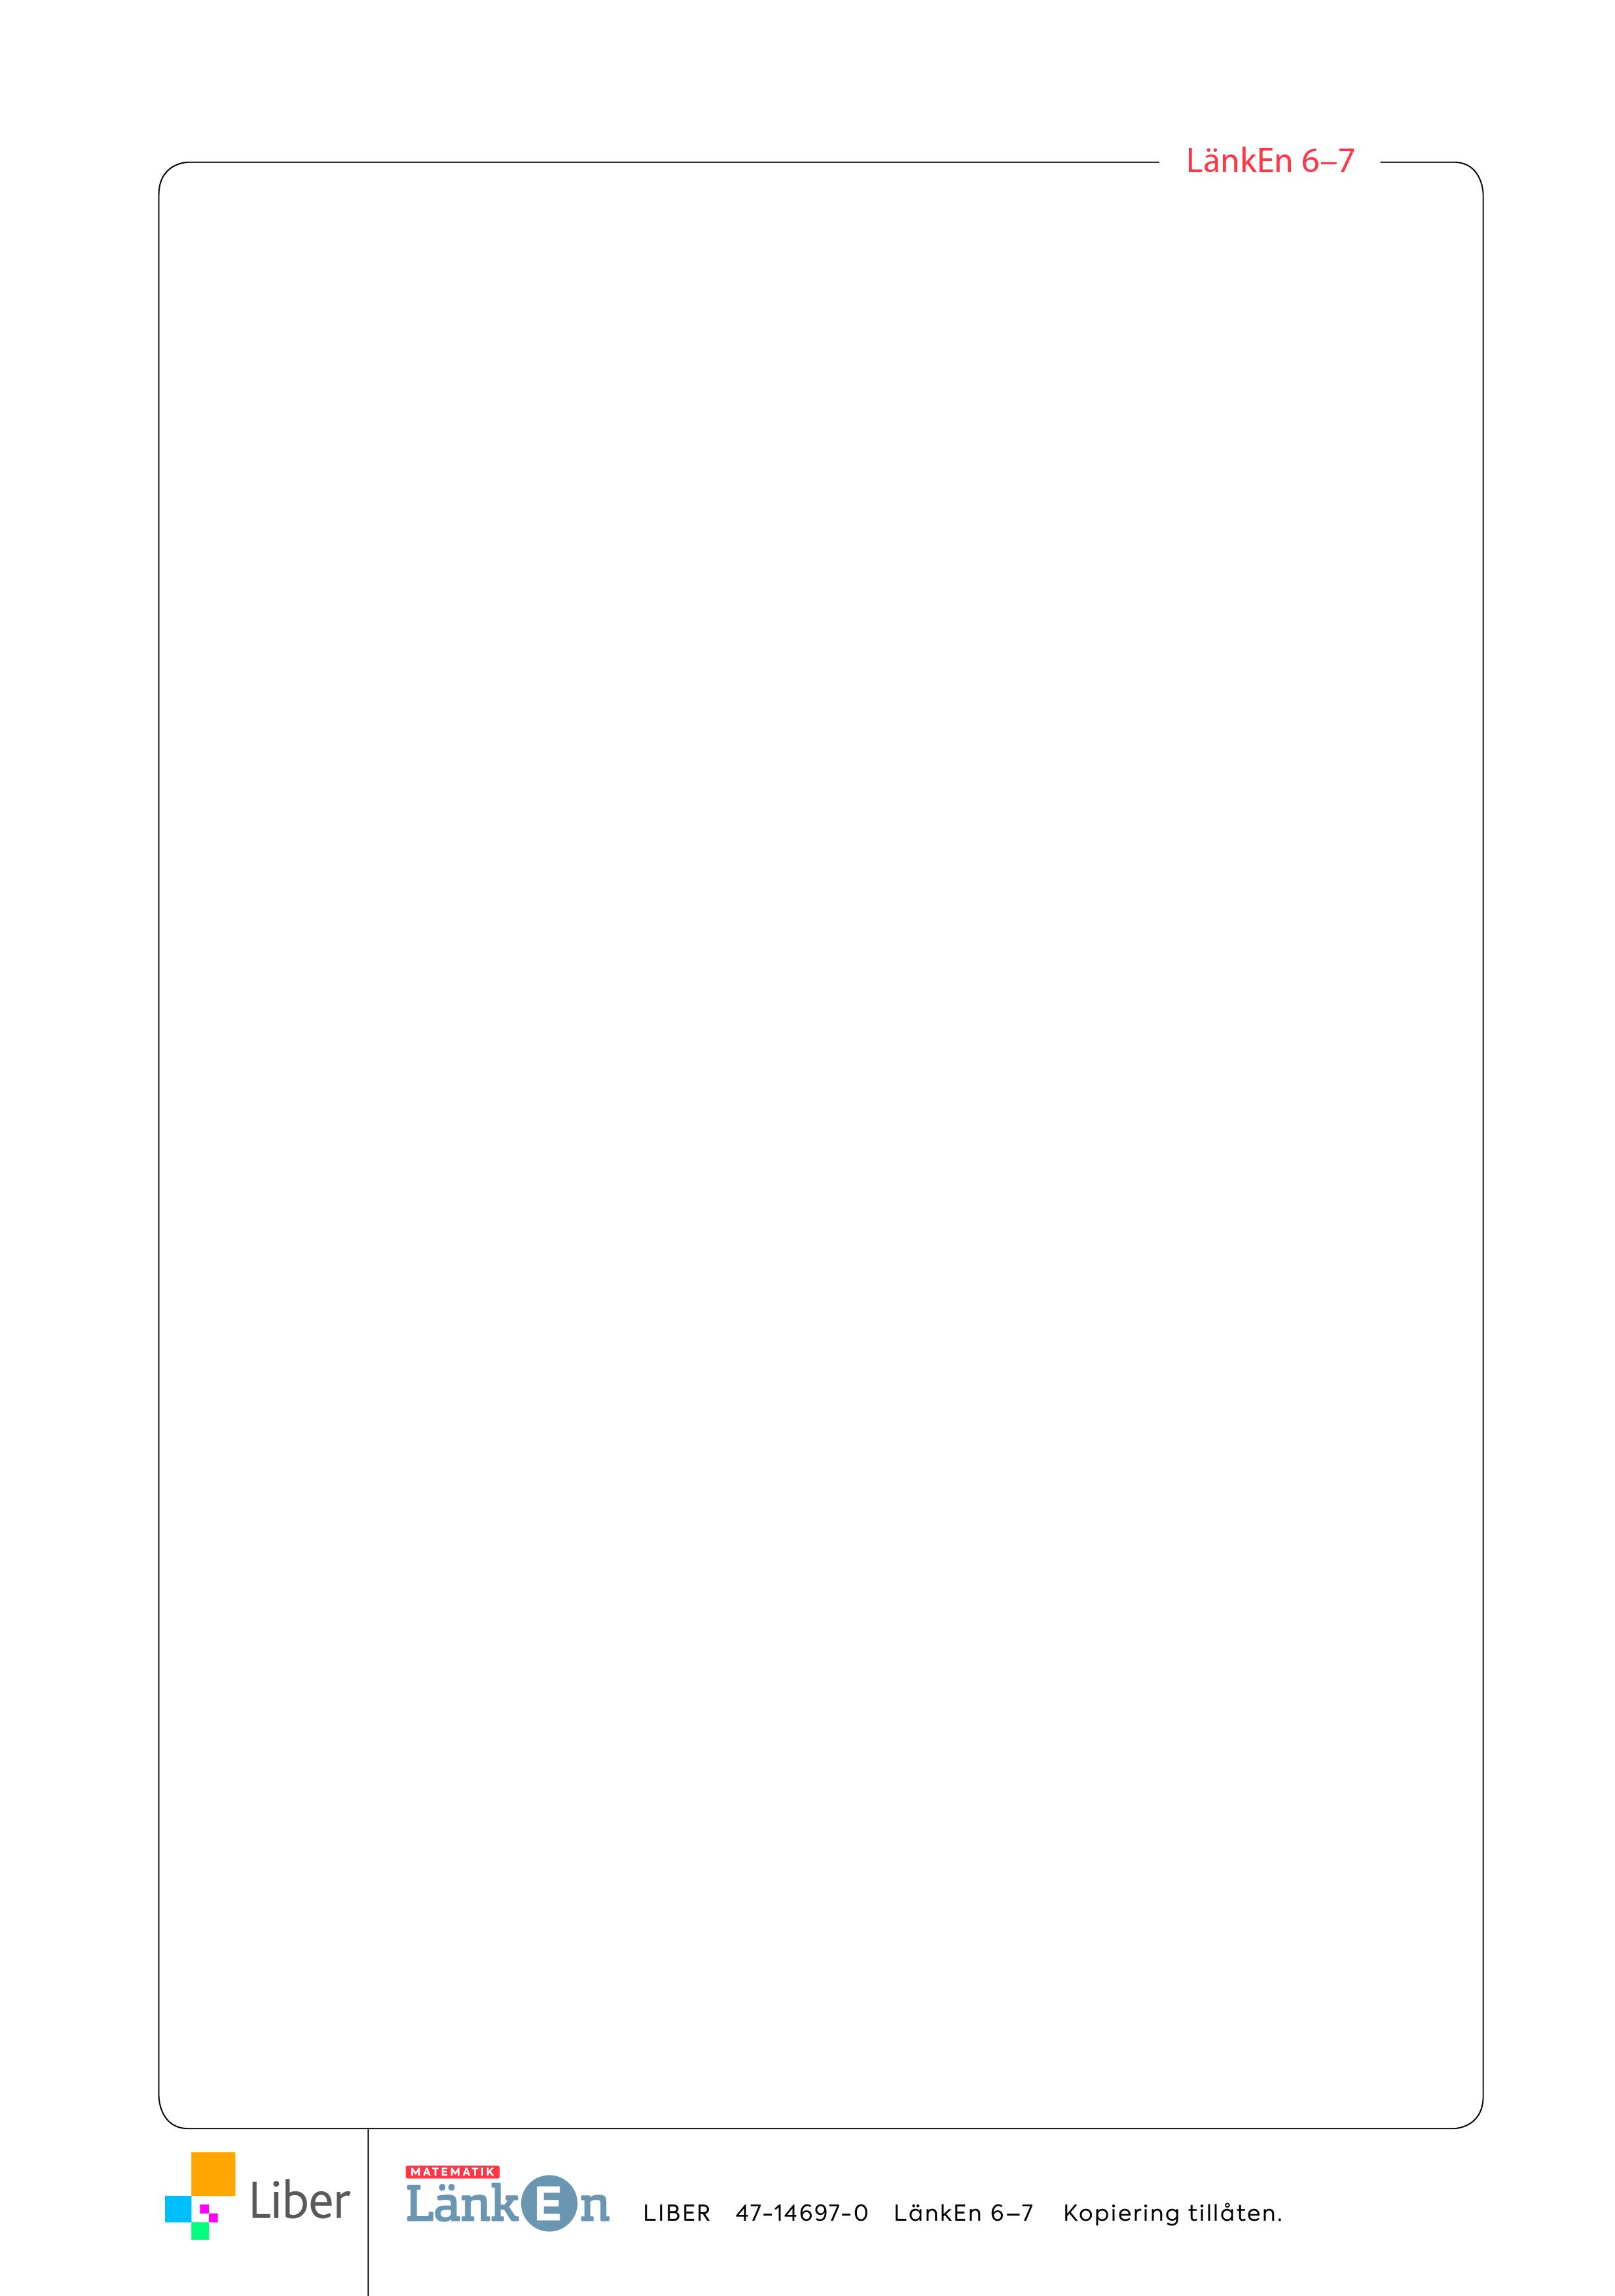 LänkEn 6–7
Liber
MATEMATIK
LänkEn
LIBER 47-14697-0 LänkEn 6–7 Kopiering tillåten.